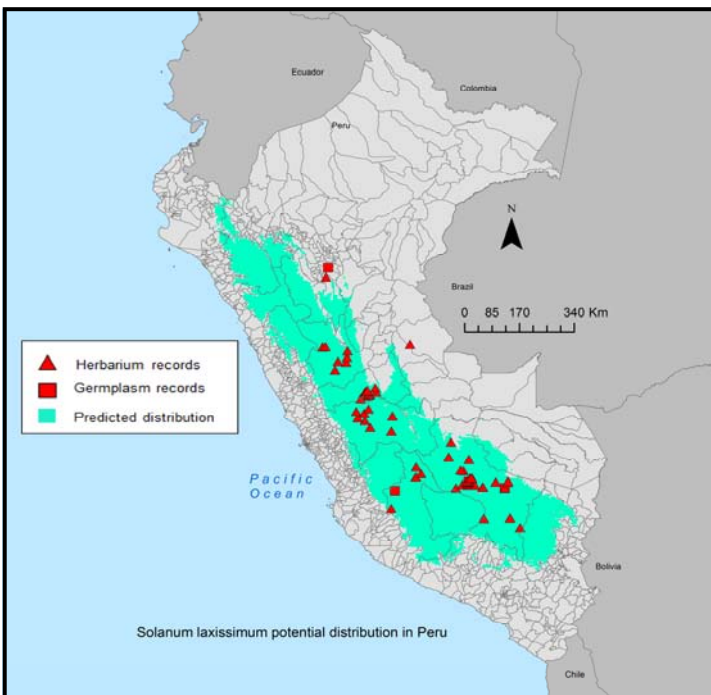 Ecuador
Colombia
Peru
N
Brazil
0 85 170 340 Km
Herbarium records
Germplasm records
Predicted distribution
Pacific
Ocean
Bolivia
Solanum laxissimum potential distribution in Peru
Chile